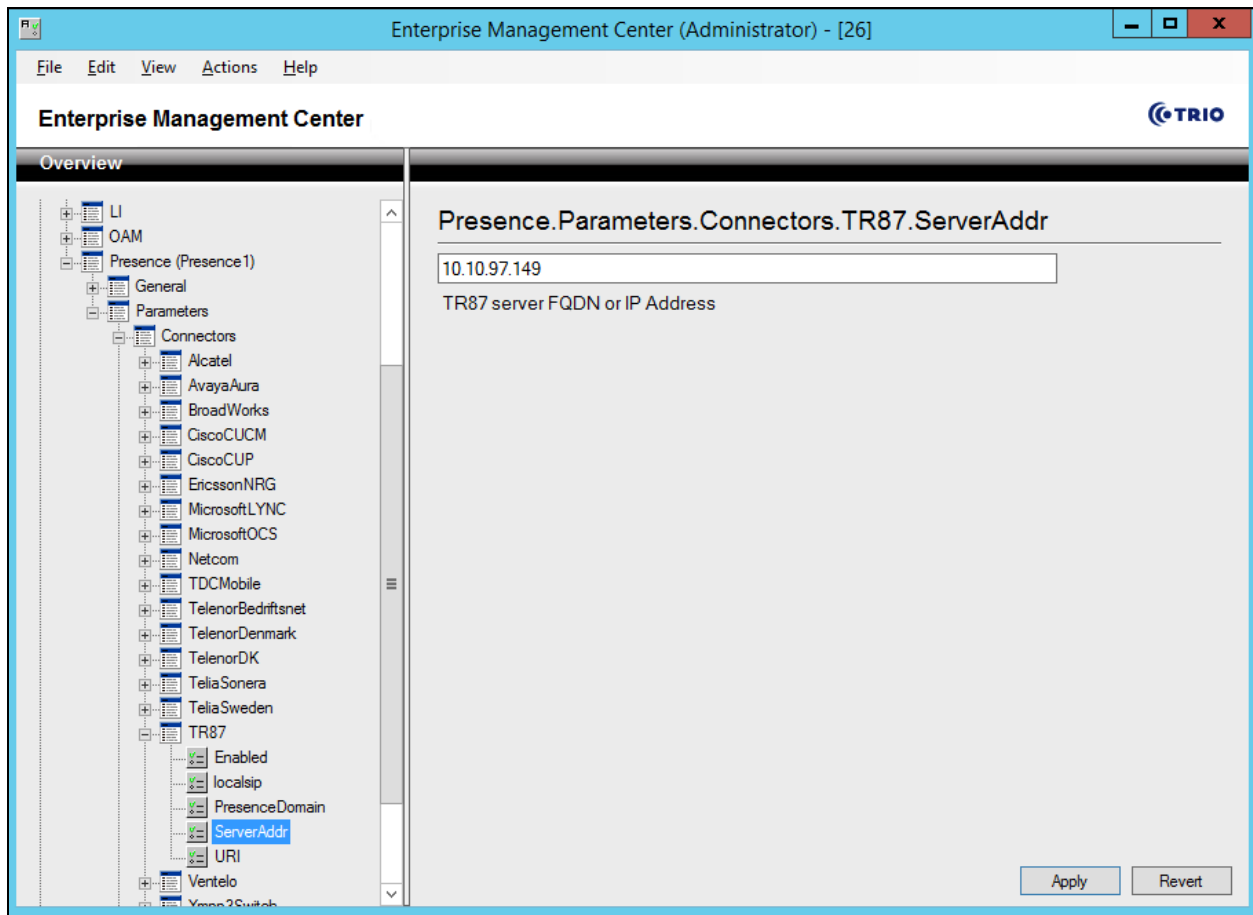 Enterprise Management Center (Administrator) - [26]
File Edit View Actions Help
Enterprise Management Center
TRIO
Overview
LI
OAM
Presence (Presence1)
General
Parameters
Connectors
Alcatel
AvayaAura
BroadWorks
CiscoCUCM
CiscoCUP
EricssonNRG
MicrosoftLYNC
MicrosoftOCS
Netcom
TDCMobile
TelenorBedriftsnet
TelenorDenmark
TelenorDK
TeliaSonera
TeliaSweden
TR87
Enabled
localsip
PresenceDomain
ServerAddr
URI
Ventelo
Presence.Parameters.Connectors.TR87.ServerAddr
10.10.97.149
TR87 server FQDN or IP Address
Apply Revert